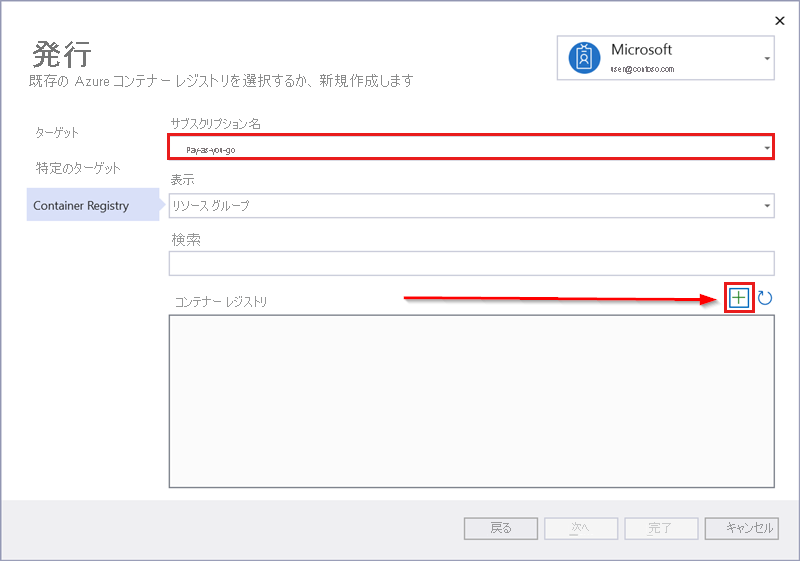 発行
既存の Azure コンテナー レジストリを選択するか、新規作成します
Microsoft
user@contoso.com
ターゲット
特定のターゲット
Container Registry
サブスクリプション名
Pay-as-you-go
表示
リソース グループ
検索
コンテナー レジストリ
戻る
次へ
完了
キャンセル